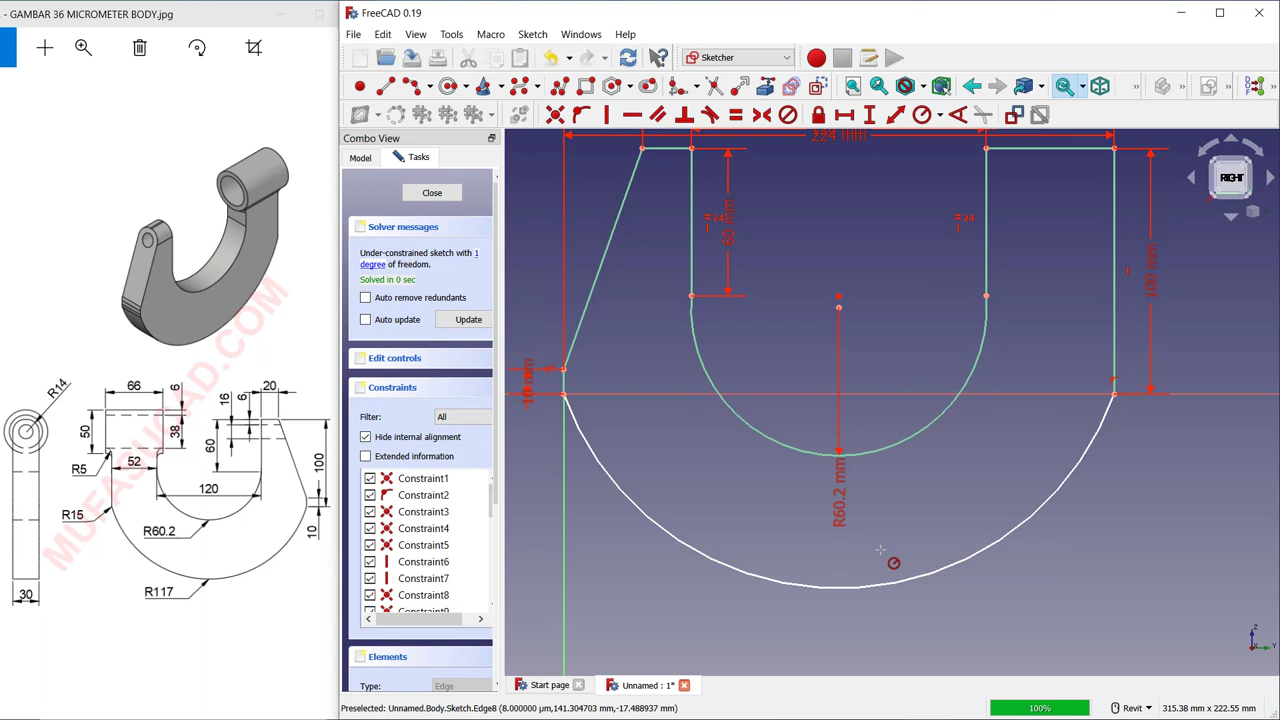 GAMBAR 36 MICROMETER BODY.jpg
FreeCAD 0.19
File Edit View Tools Macro Sketch Windows Help
Sketcher
Combo View
Model
Tasks
Close
Solver messages
Under-constrained sketch with 1
degree of freedom.
Solved in 0 sec
Auto remove redundants
Auto update
Update
Edit controls
Constraints
Filter:
All
Hide internal alignment
Extended information
Constraint1
Constraint2
Constraint3
Constraint4
Constraint5
Constraint6
Constraint7
Constraint8
Constraint9
Elements
Type:
Edge
224 mm
24
60 mm
24
100 mm
10 mm
R60.2 mm
RIGHT
Z
Y
MUFASUCAD.COM
R14
66
6
20
16
6
50
38
60
100
R5
52
120
R15
R60.2
10
R117
30
MUFASUCAD.COM
Start page
Unnamed : 1*
Preselected: Unnamed.Body.Sketch.Edge8 (8.000000 µm,141.304703 mm,-17.488937 mm)
100%
Revit
315.38 mm x 222.55 mm